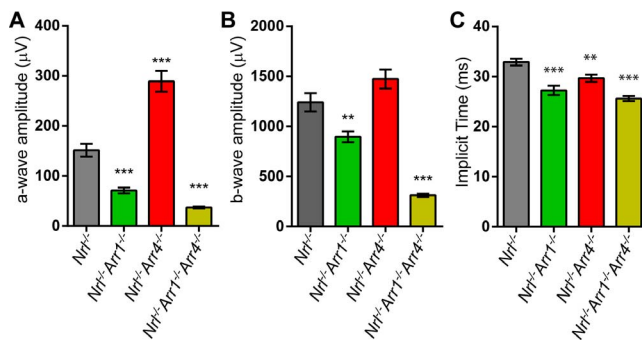 A
a-wave amplitude (μV)
400
300
200
100
0
***
***
***
Nrl-/-
Nrl-/-Arr1-/-
Nrl-/-Arr4-/-
Nrl-/-Arr1-/-Arr4-/-
B
b-wave amplitude (μV)
2000
1500
1000
500
0
**
***
Nrl-/-
Nrl-/-Arr1-/-
Nrl-/-Arr4-/-
Nrl-/-Arr1-/-Arr4-/-
C
Implicit Time (ms)
40
30
20
10
0
***
**
***
Nrl-/-
Nrl-/-Arr1-/-
Nrl-/-Arr4-/-
Nrl-/-Arr1-/-Arr4-/-